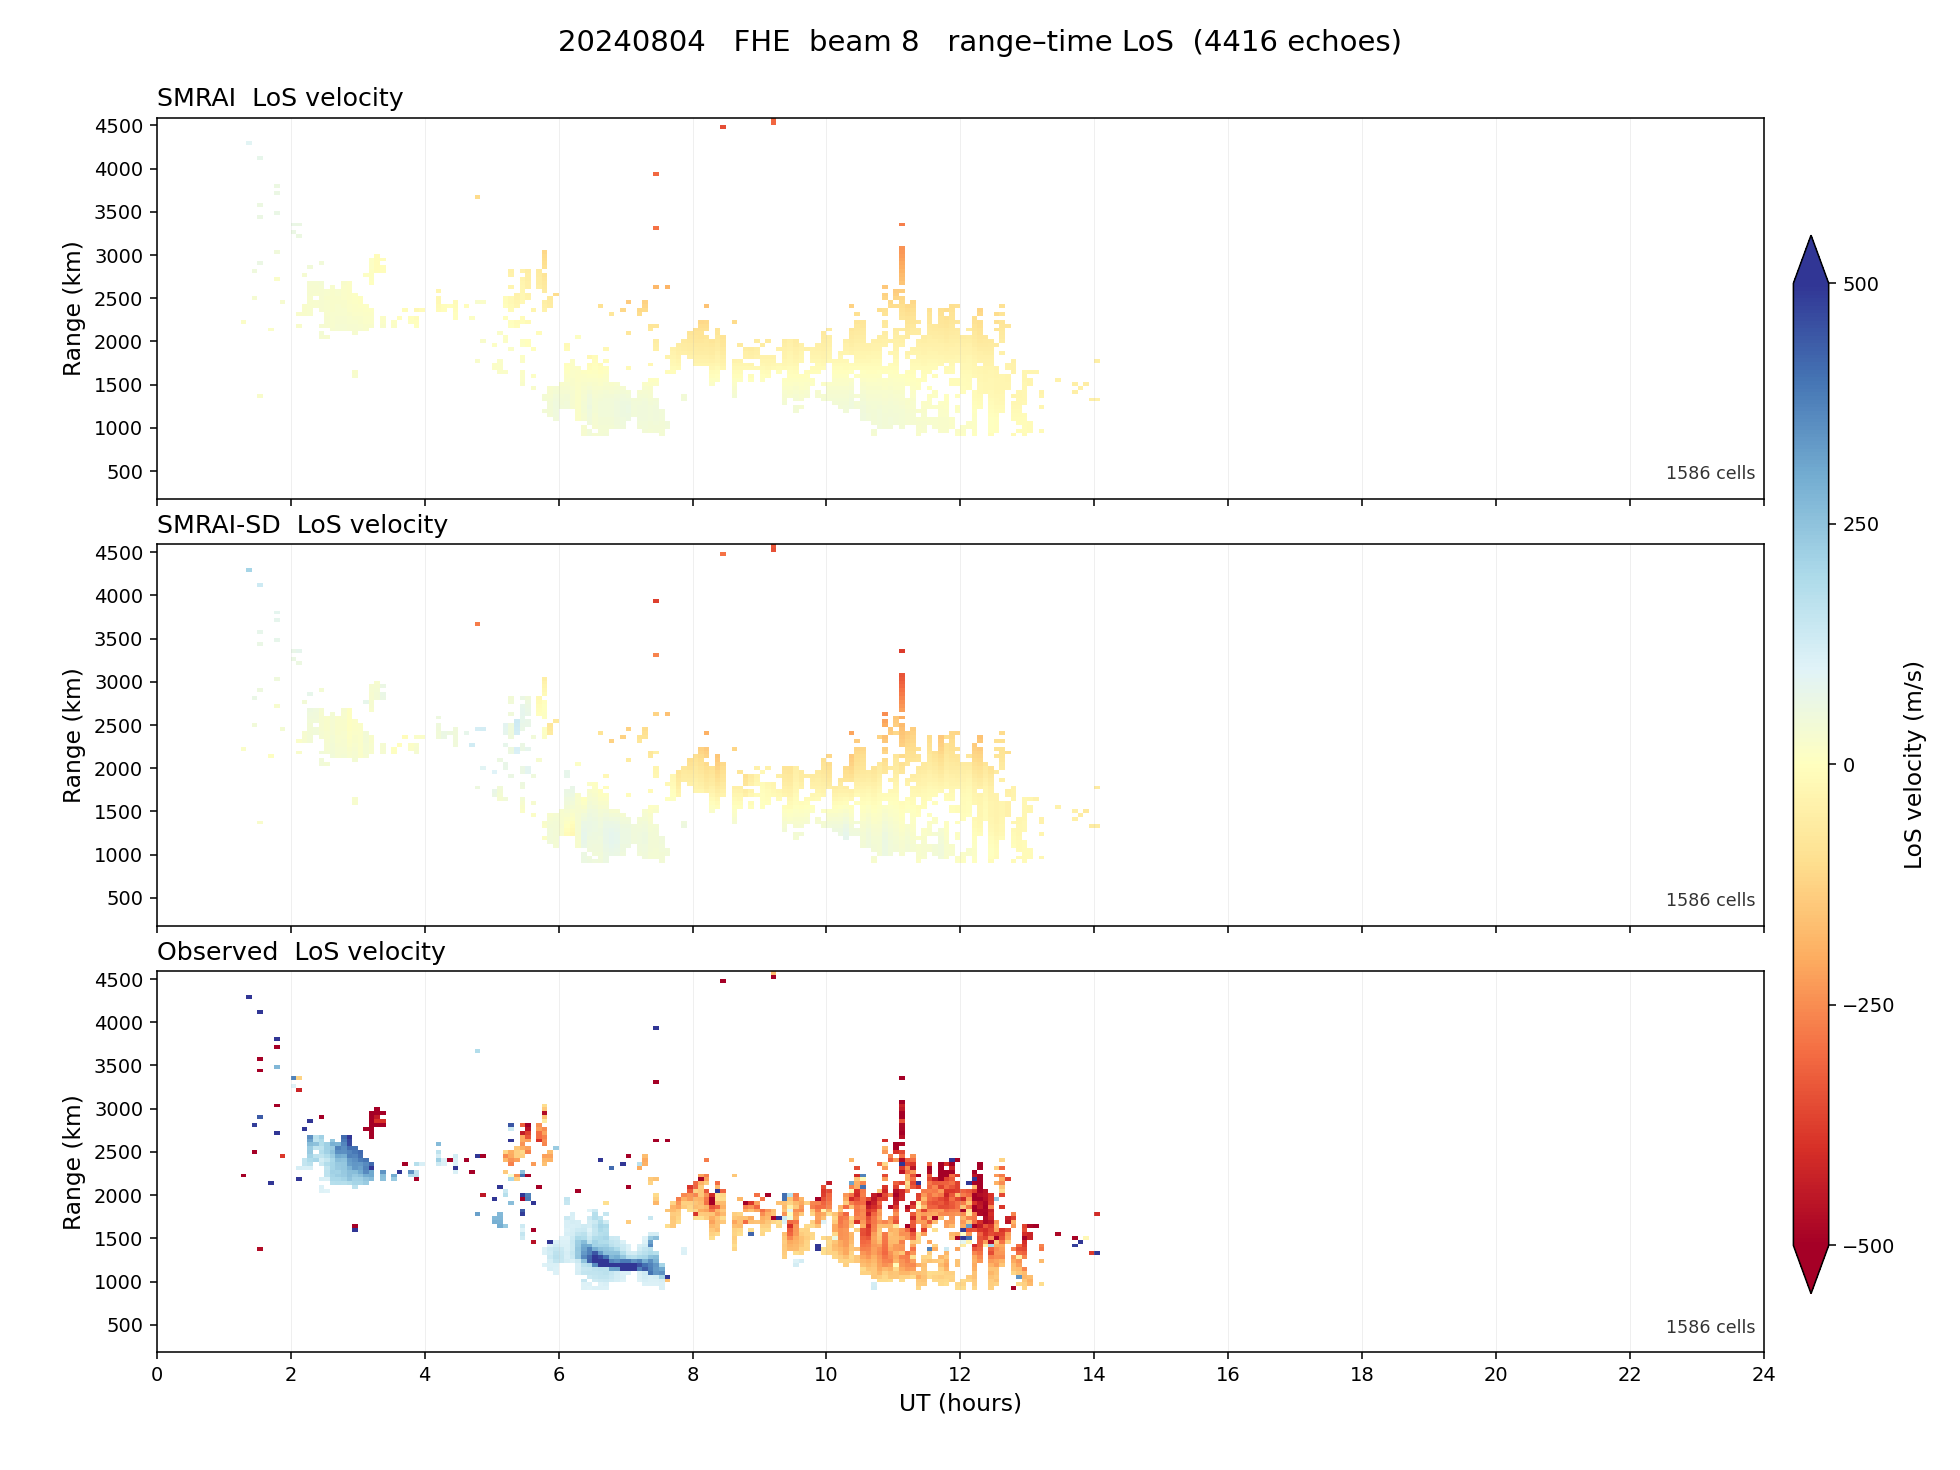 20240804 FHE beam 8 range–time LoS (4416 echoes)
SMRAI LoS velocity
4500
4000
3500
3000
2500
2000
1500
1000
500
Range (km)
1586 cells
SMRAI-SD LoS velocity
4500
4000
3500
3000
2500
2000
1500
1000
500
Range (km)
1586 cells
Observed LoS velocity
4500
4000
3500
3000
2500
2000
1500
1000
500
Range (km)
1586 cells
0 2 4 6 8 10 12 14 16 18 20 22 24
UT (hours)
500
250
0
−250
−500
LoS velocity (kn/s)